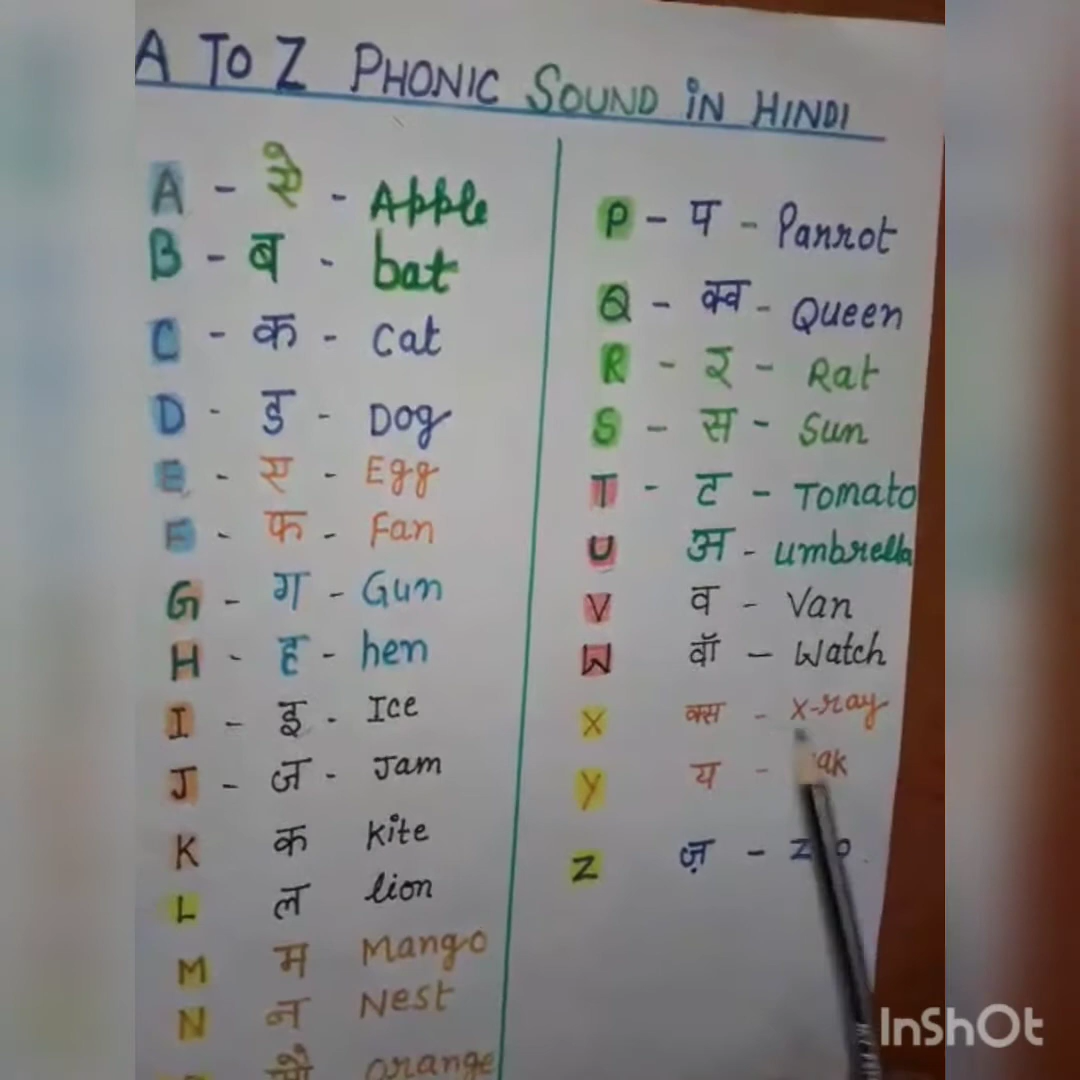 A TO Z PHONIC SOUND IN HINDI
A - ऐ - Apple
B - ब - bat
C - क - Cat
D - ड - Dog
E - ए - Egg
F - फ - Fan
G - ग - Gun
H - ह - hen
I - इ - Ice
J - ज - Jam
K क kite
L ल lion
M म Mango
N न Nest
orange
P - प - Parrot
Q - क्व - Queen
R - र - Rat
S - स - Sun
T - ट - Tomato
U अ - umbrella
V व - Van
W वॉ - Watch
X क्स - X-ray
Y य -
Z ज़ -
InShOt